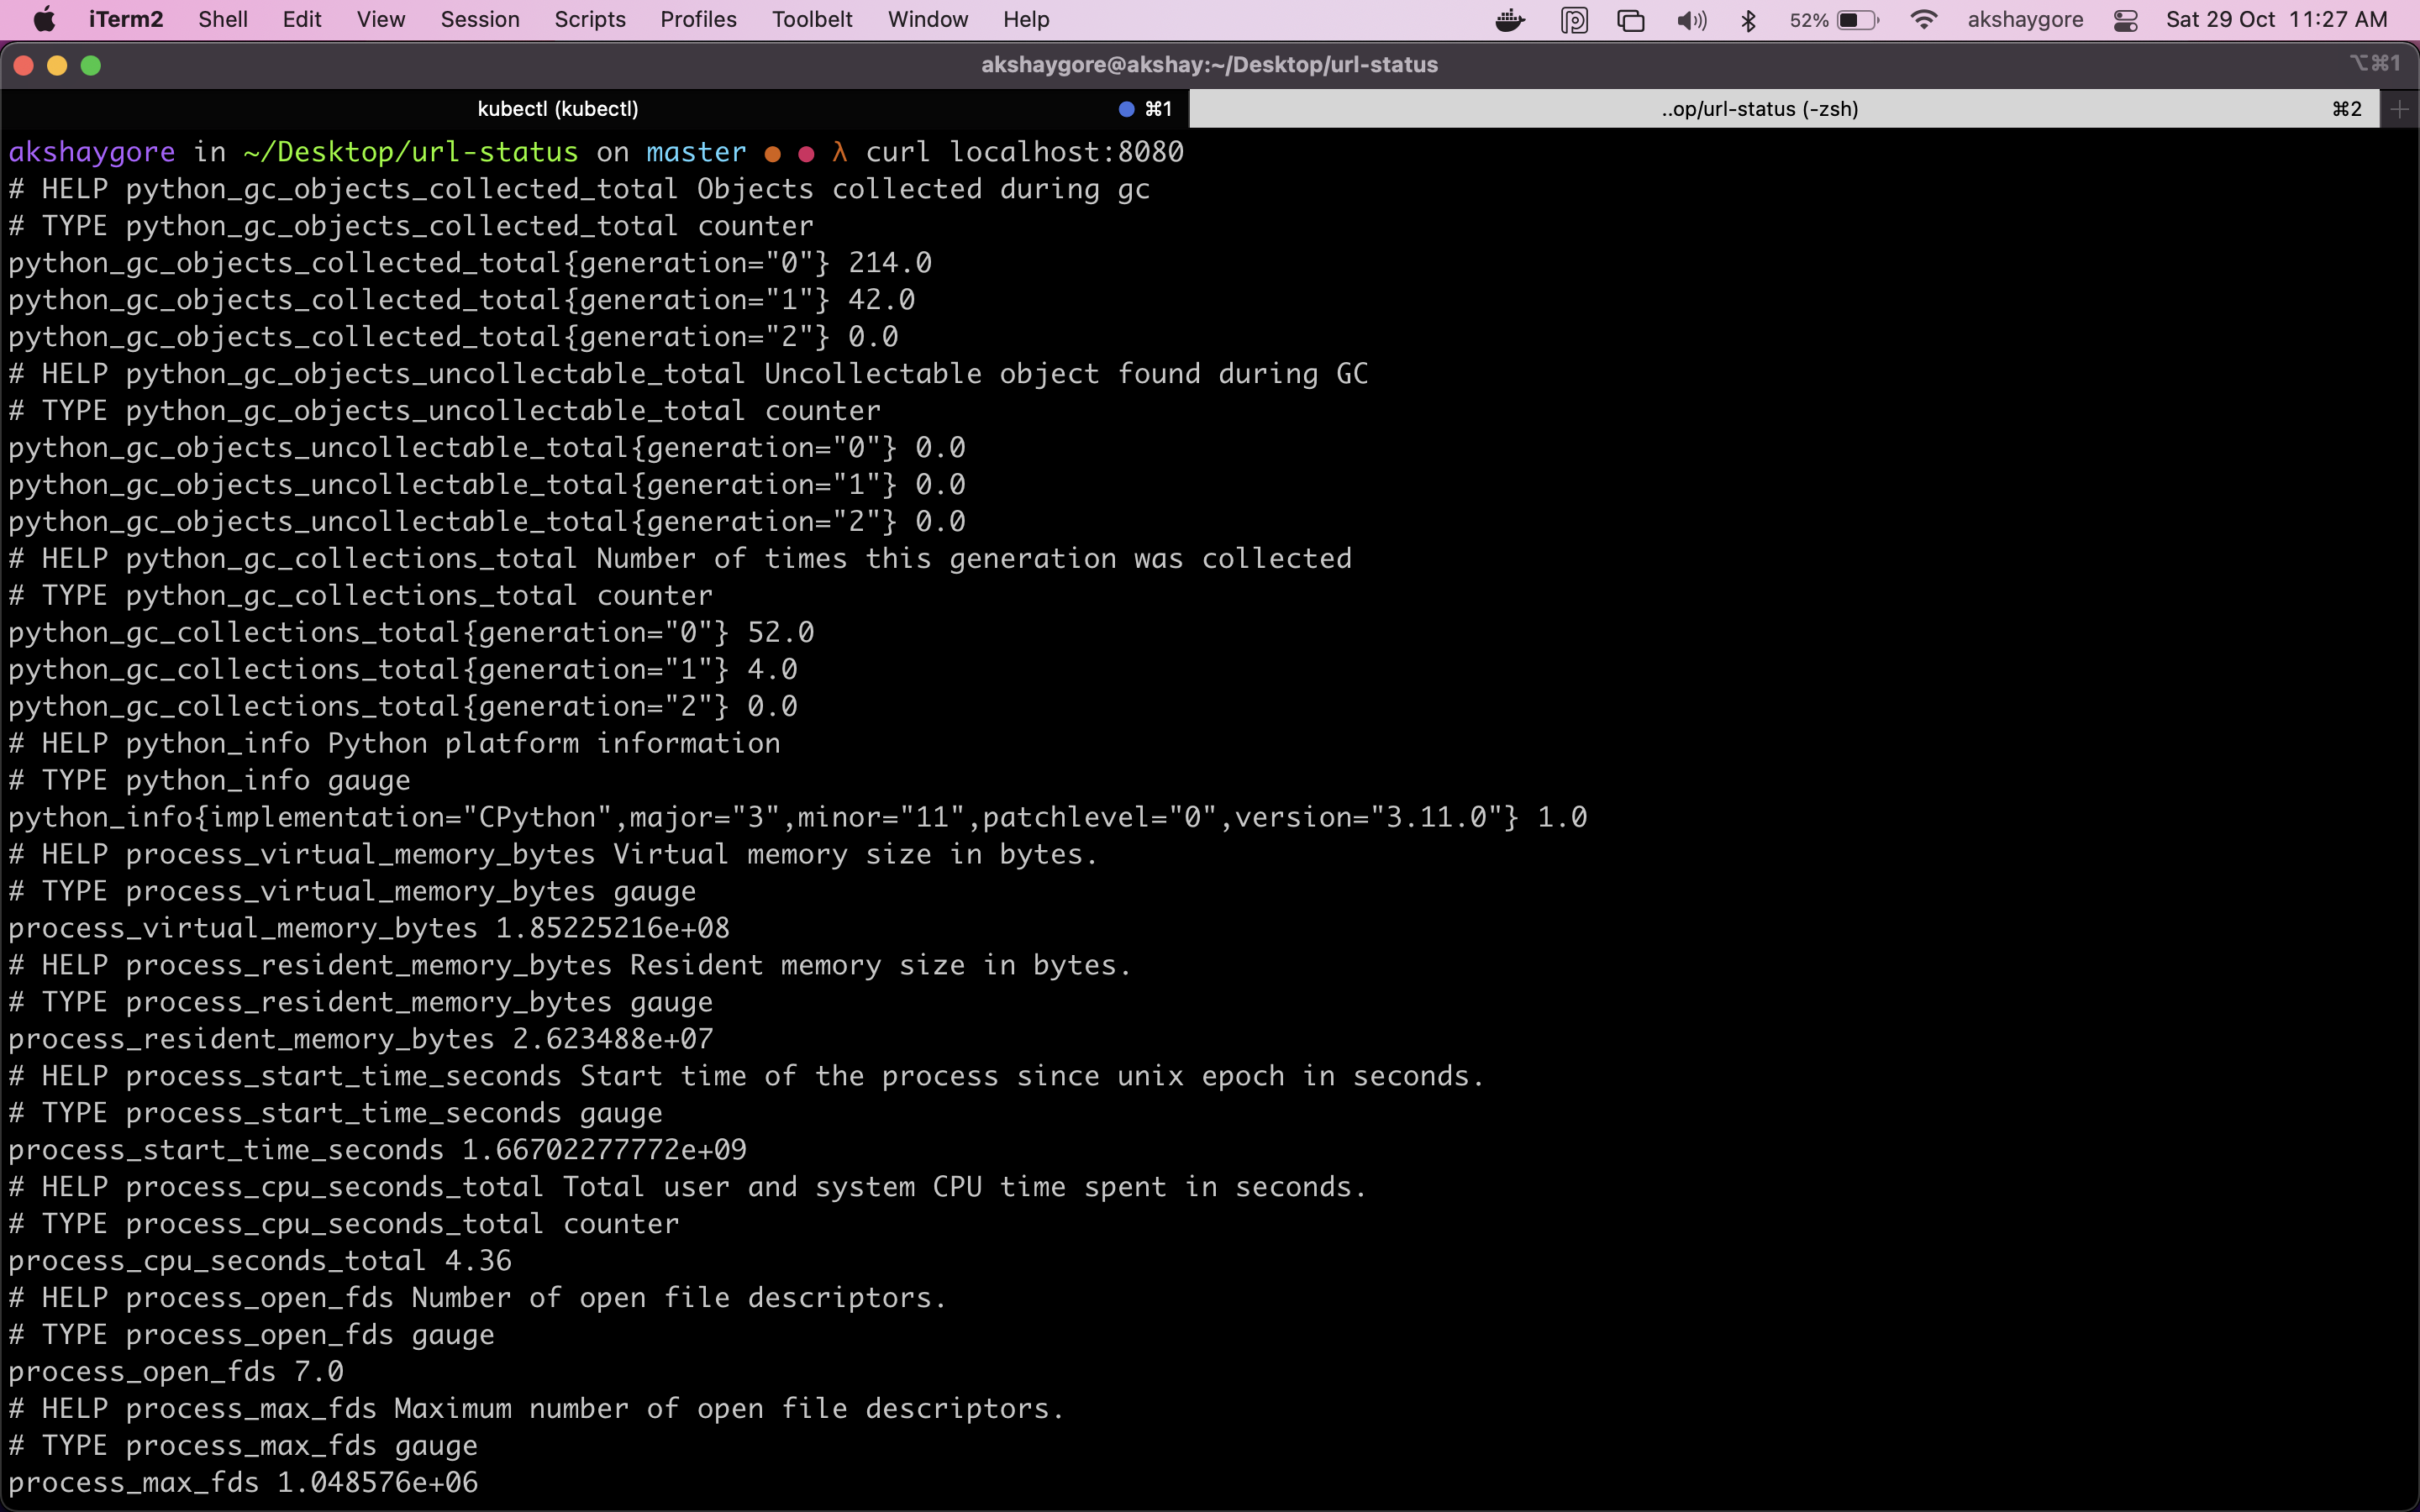 iTerm2 Shell Edit View Session Scripts Profiles Toolbelt Window Help 52% akshaygore Sat 29 Oct 11:27 AM
akshaygore@akshay:~/Desktop/url-status ⌥⌘1
kubectl (kubectl) ⌘1 ..op/url-status (-zsh) ⌘2
akshaygore in ~/Desktop/url-status on master ● ● λ curl localhost:8080
# HELP python_gc_objects_collected_total Objects collected during gc
# TYPE python_gc_objects_collected_total counter
python_gc_objects_collected_total{generation="0"} 214.0
python_gc_objects_collected_total{generation="1"} 42.0
python_gc_objects_collected_total{generation="2"} 0.0
# HELP python_gc_objects_uncollectable_total Uncollectable object found during GC
# TYPE python_gc_objects_uncollectable_total counter
python_gc_objects_uncollectable_total{generation="0"} 0.0
python_gc_objects_uncollectable_total{generation="1"} 0.0
python_gc_objects_uncollectable_total{generation="2"} 0.0
# HELP python_gc_collections_total Number of times this generation was collected
# TYPE python_gc_collections_total counter
python_gc_collections_total{generation="0"} 52.0
python_gc_collections_total{generation="1"} 4.0
python_gc_collections_total{generation="2"} 0.0
# HELP python_info Python platform information
# TYPE python_info gauge
python_info{implementation="CPython",major="3",minor="11",patchlevel="0",version="3.11.0"} 1.0
# HELP process_virtual_memory_bytes Virtual memory size in bytes.
# TYPE process_virtual_memory_bytes gauge
process_virtual_memory_bytes 1.85225216e+08
# HELP process_resident_memory_bytes Resident memory size in bytes.
# TYPE process_resident_memory_bytes gauge
process_resident_memory_bytes 2.623488e+07
# HELP process_start_time_seconds Start time of the process since unix epoch in seconds.
# TYPE process_start_time_seconds gauge
process_start_time_seconds 1.66702277772e+09
# HELP process_cpu_seconds_total Total user and system CPU time spent in seconds.
# TYPE process_cpu_seconds_total counter
process_cpu_seconds_total 4.36
# HELP process_open_fds Number of open file descriptors.
# TYPE process_open_fds gauge
process_open_fds 7.0
# HELP process_max_fds Maximum number of open file descriptors.
# TYPE process_max_fds gauge
process_max_fds 1.048576e+06